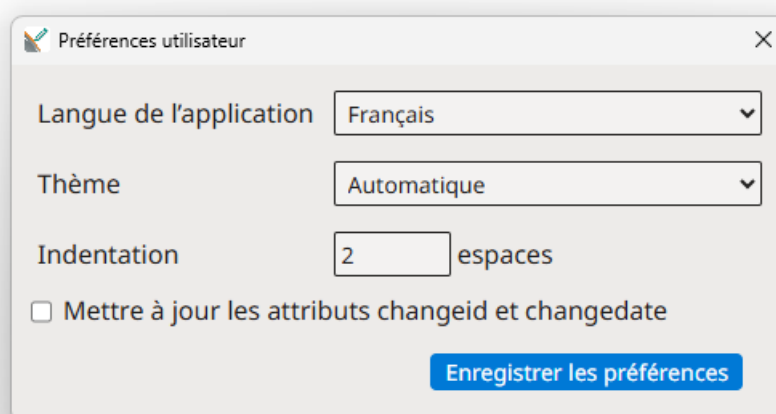 Préférences utilisateur
Langue de l’application Français
Thème Automatique
Indentation 2 espaces
Mettre à jour les attributs changeid et changedate
Enregistrer les préférences